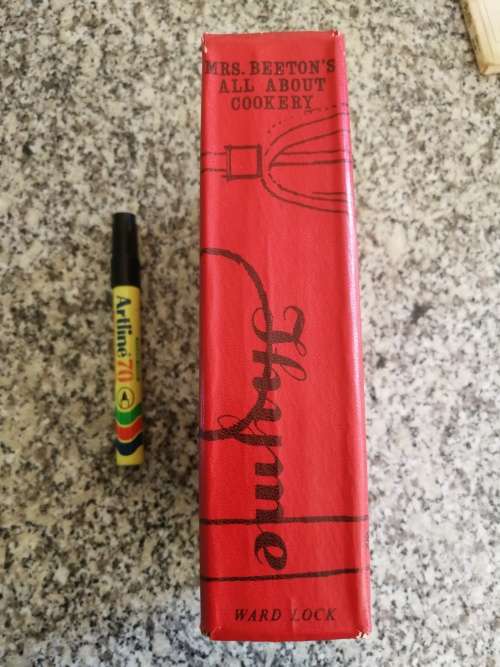 MRS. BEETON'S
ALL ABOUT
COOKERY
Thyme
WARD LOCK
Artline 70